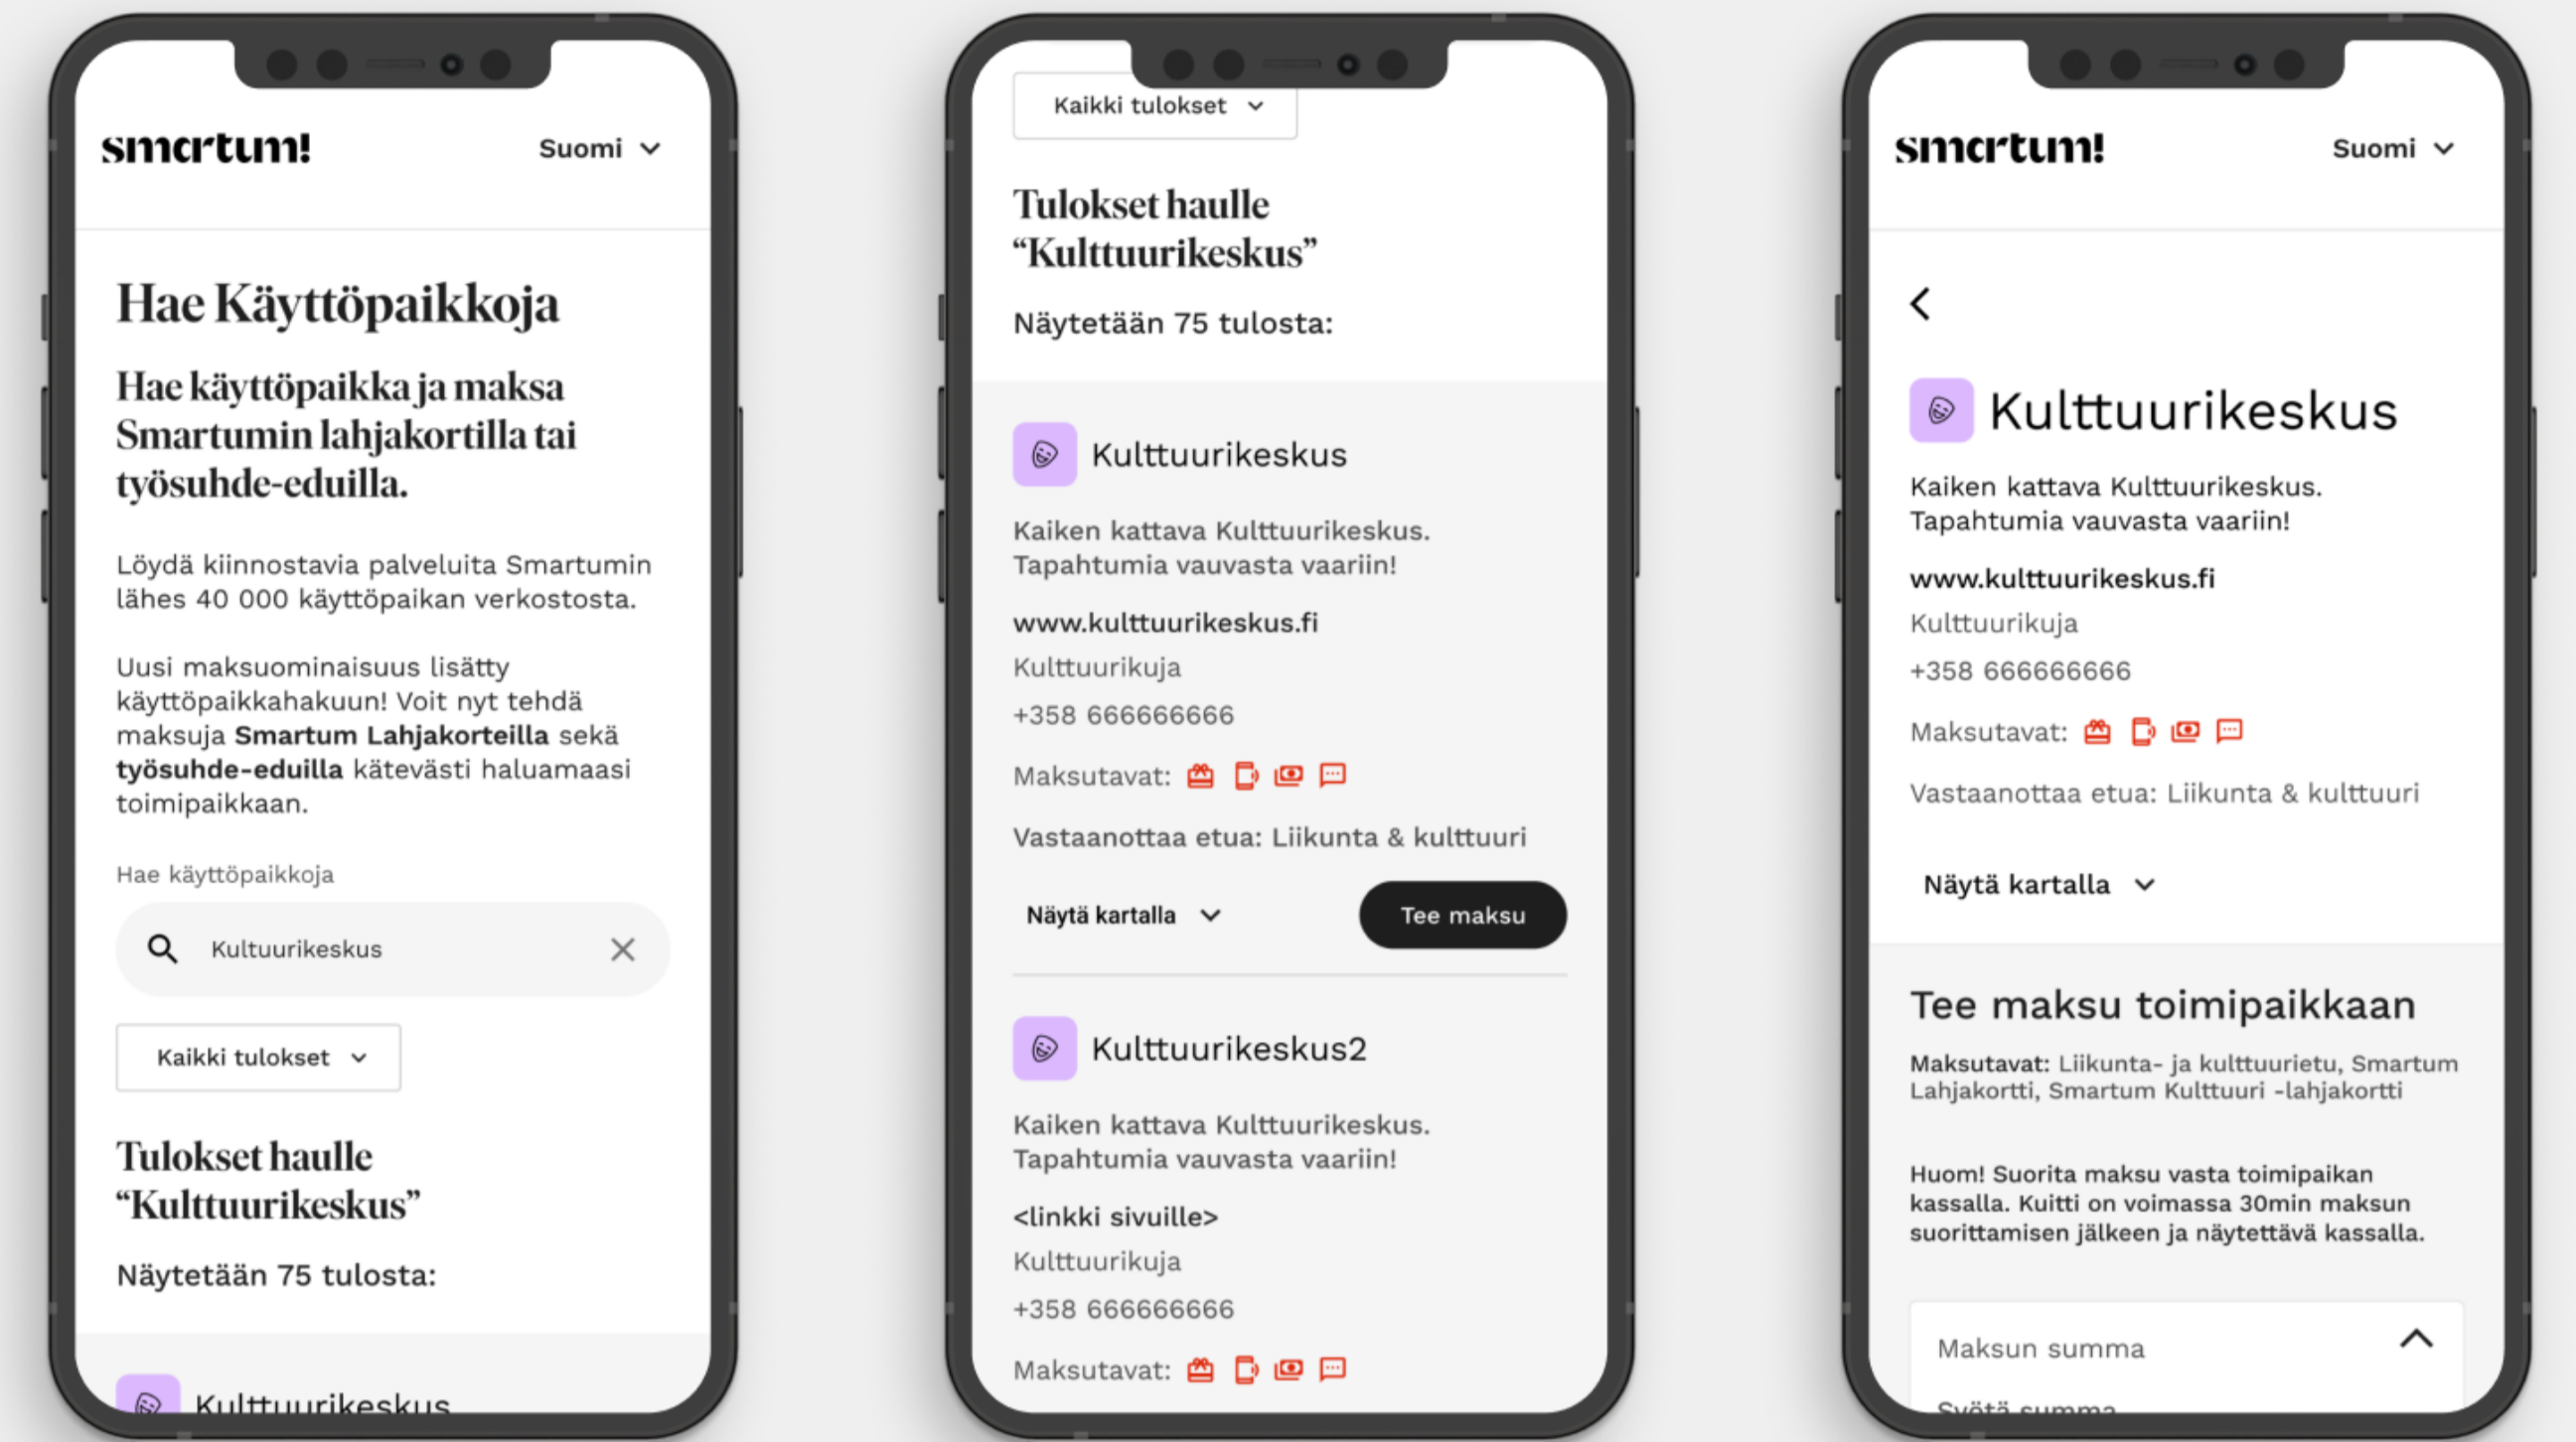 smartum!
Suomi
Hae Käyttöpaikkoja
Hae käyttöpaikka ja maksa
Smartumin lahjakortilla tai
työsuhde-eduilla.
Löydä kiinnostavia palveluita Smartumin
lähes 40 000 käyttöpaikan verkostosta.
Uusi maksuominaisuus lisätty
käyttöpaikkahakuun! Voit nyt tehdä
maksuja Smartum Lahjakorteilla sekä
työsuhde-eduilla kätevästi haluamaasi
toimipaikkaan.
Hae käyttöpaikkoja
Kultuurikeskus
Kaikki tulokset
Tulokset haulle
“Kulttuurikeskus”
Näytetään 75 tulosta:
Kulttuurikeskus
Kaikki tulokset
Tulokset haulle
“Kulttuurikeskus”
Näytetään 75 tulosta:
Kulttuurikeskus
Kaiken kattava Kulttuurikeskus.
Tapahtumia vauvasta vaariin!
www.kulttuurikeskus.fi
Kulttuurikuja
+358 666666666
Maksutavat:
Vastaanottaa etua: Liikunta & kulttuuri
Näytä kartalla
Tee maksu
Kulttuurikeskus2
Kaiken kattava Kulttuurikeskus.
Tapahtumia vauvasta vaariin!
<linkki sivuille>
Kulttuurikuja
+358 666666666
Maksutavat:
smartum!
Suomi
Kulttuurikeskus
Kaiken kattava Kulttuurikeskus.
Tapahtumia vauvasta vaariin!
www.kulttuurikeskus.fi
Kulttuurikuja
+358 666666666
Maksutavat:
Vastaanottaa etua: Liikunta & kulttuuri
Näytä kartalla
Tee maksu toimipaikkaan
Maksutavat: Liikunta- ja kulttuurietu, Smartum
Lahjakortti, Smartum Kulttuuri -lahjakortti
Huom! Suorita maksu vasta toimipaikan
kassalla. Kuitti on voimassa 30min maksun
suorittamisen jälkeen ja näytettävä kassalla.
Maksun summa
Syötä summa